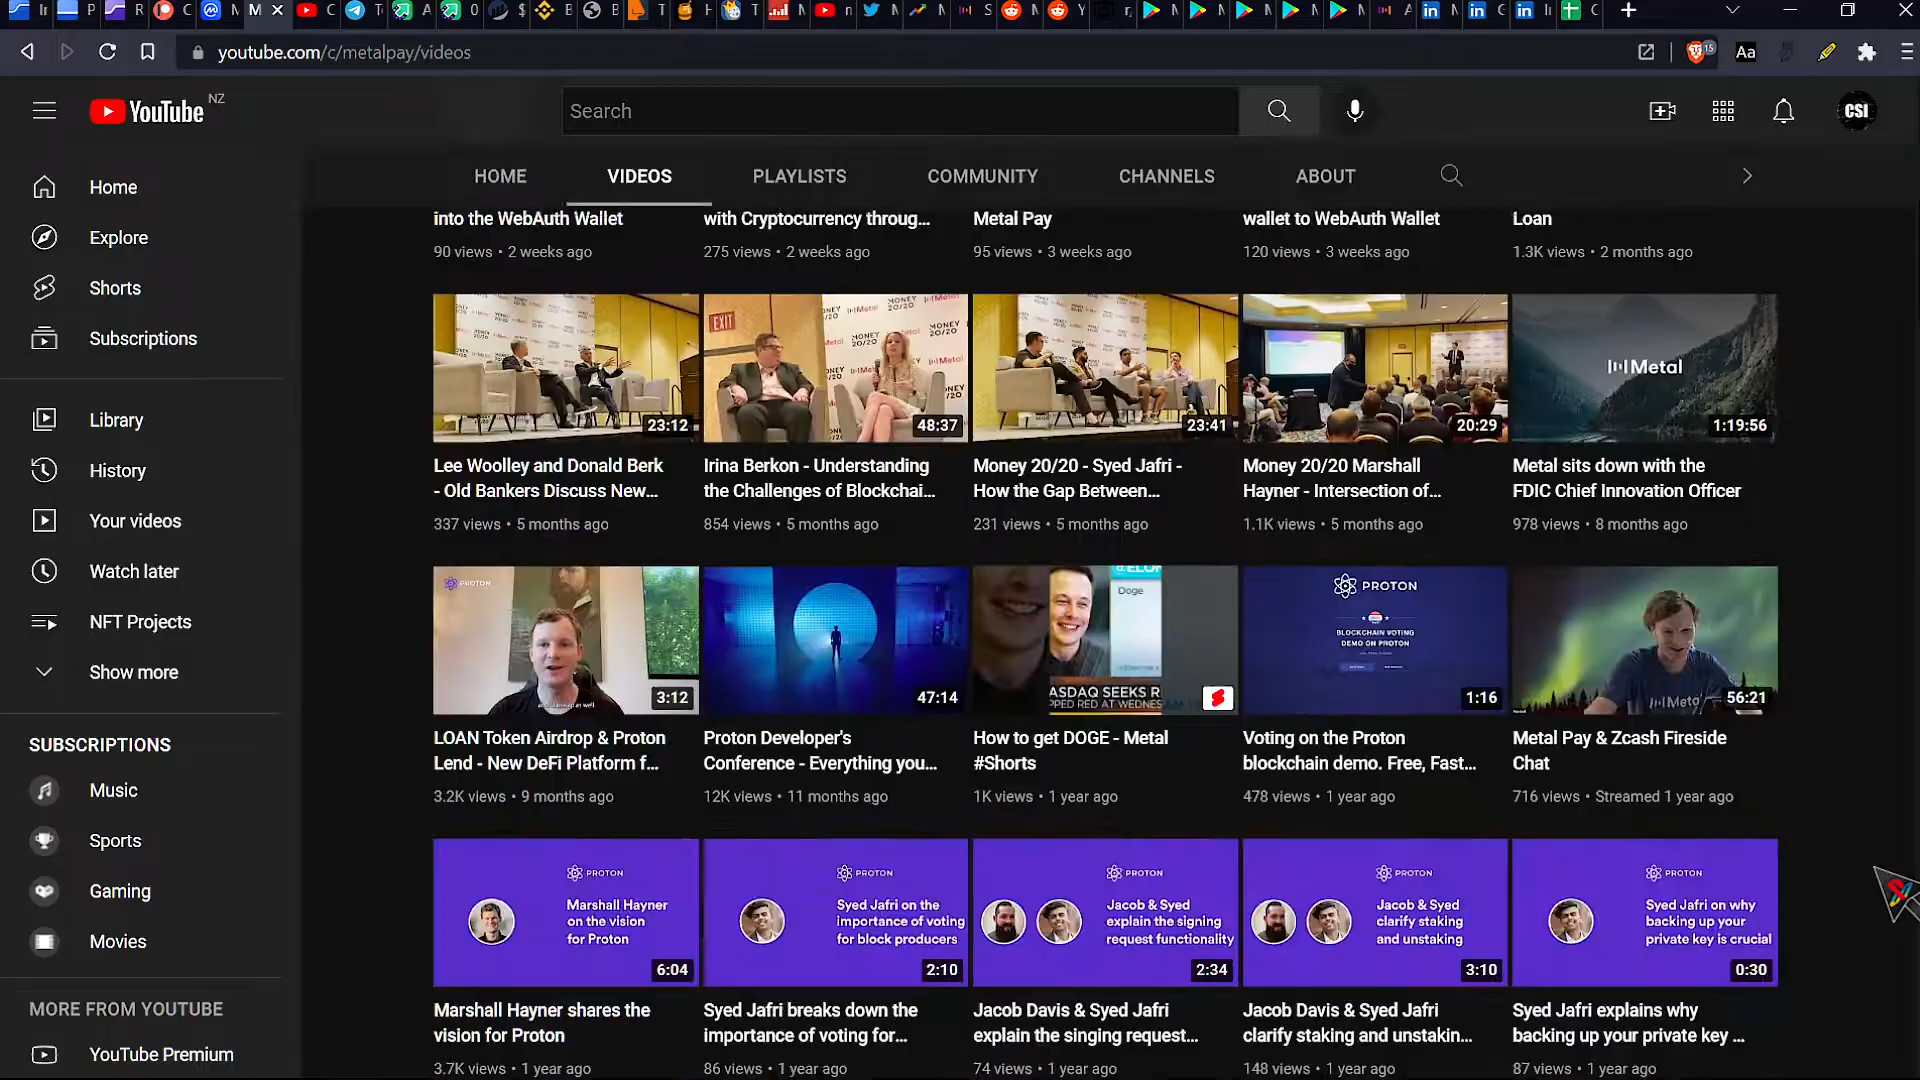 youtube.com/c/metalpay/videos
15
Aa
YouTube
NZ
Search
CSI
HOME
VIDEOS
PLAYLISTS
COMMUNITY
CHANNELS
ABOUT
Home
Explore
Shorts
Subscriptions
Library
History
Your videos
Watch later
NFT Projects
Show more
SUBSCRIPTIONS
Music
Sports
Gaming
Movies
MORE FROM YOUTUBE
YouTube Premium
into the WebAuth Wallet
90 views • 2 weeks ago
with Cryptocurrency throug...
275 views • 2 weeks ago
Metal Pay
95 views • 3 weeks ago
wallet to WebAuth Wallet
120 views • 3 weeks ago
Loan
1.3K views • 2 months ago
23:12
Lee Woolley and Donald Berk
- Old Bankers Discuss New...
337 views • 5 months ago
EXIT
MONEY
20/20
Metal
48:37
Irina Berkon - Understanding
the Challenges of Blockchai...
854 views • 5 months ago
23:41
Money 20/20 - Syed Jafri -
How the Gap Between...
231 views • 5 months ago
20:29
Money 20/20 Marshall
Hayner - Intersection of...
1.1K views • 5 months ago
Metal
1:19:56
Metal sits down with the
FDIC Chief Innovation Officer
978 views • 8 months ago
PROTON
3:12
LOAN Token Airdrop & Proton
Lend - New DeFi Platform f...
3.2K views • 9 months ago
47:14
Proton Developer's
Conference - Everything you...
12K views • 11 months ago
Doge
ASDAQ SEEKS R
PPED RED AT WEDNES
How to get DOGE - Metal
#Shorts
1K views • 1 year ago
PROTON
BLOCKCHAIN VOTING
DEMO ON PROTON
1:16
Voting on the Proton
blockchain demo. Free, Fast...
478 views • 1 year ago
Metal
56:21
Metal Pay & Zcash Fireside
Chat
716 views • Streamed 1 year ago
PROTON
Marshall Hayner
on the vision
for Proton
6:04
Marshall Hayner shares the
vision for Proton
3.7K views • 1 year ago
PROTON
Syed Jafri on the
importance of voting
for block producers
2:10
Syed Jafri breaks down the
importance of voting for...
86 views • 1 year ago
PROTON
Jacob & Syed
explain the signing
request functionality
2:34
Jacob Davis & Syed Jafri
explain the singing request...
74 views • 1 year ago
PROTON
Jacob & Syed
clarify staking
and unstaking
3:10
Jacob Davis & Syed Jafri
clarify staking and unstakin...
148 views • 1 year ago
PROTON
Syed Jafri on why
backing up your
private key is crucial
0:30
Syed Jafri explains why
backing up your private key ...
87 views • 1 year ago